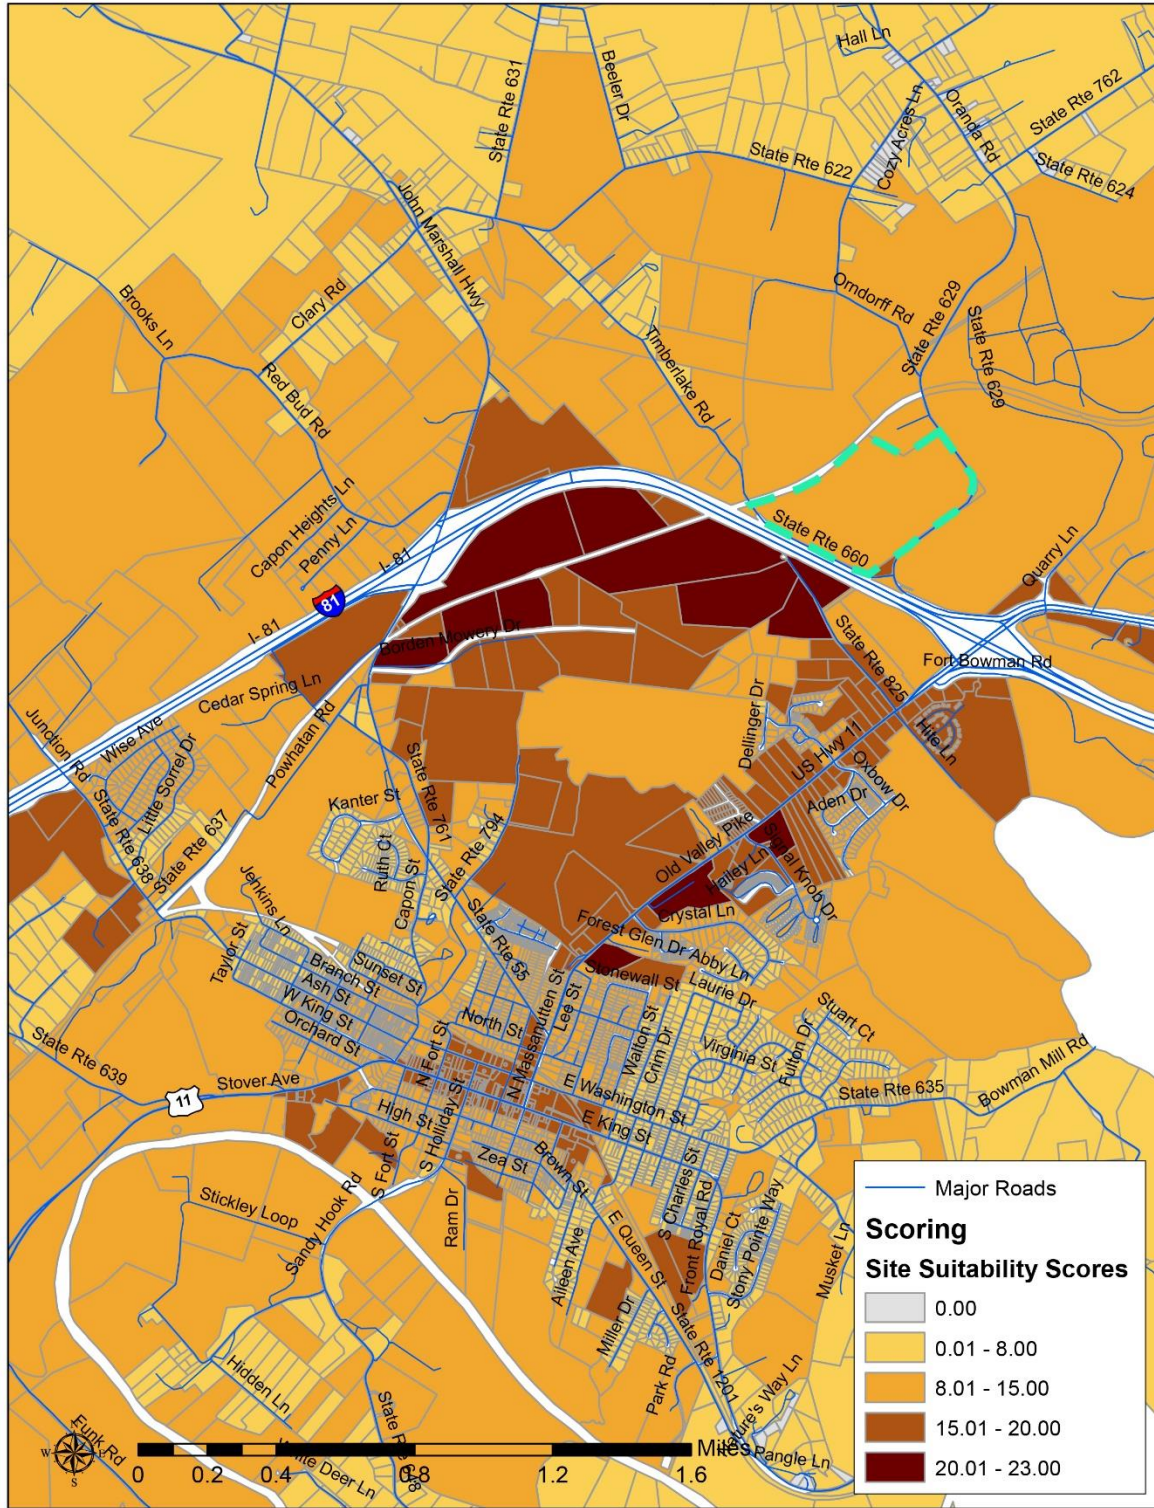 Hall Ln
Beeler Dr
State Rte 631
State Rte 762
Oranda Rd
Cozy Acres Ln
State Rte 622
State Rte 624
John Marshall Hwy
Orndorff Rd
State Rte 629
Brooks Ln
Clary Rd
Timberlake Rd
State Rte 629
Red Bud Rd
Capon Heights Ln
Penny Ln
State Rte 660
Quarry Ln
I- 81
81
I- 81
Borden Mowery Dr
State Rte 825
Fort Bowman Rd
Cedar Spring Ln
Junction Rd
Wise Ave
Powhatan Rd
Dellinger Dr
Hite Ln
US Hwy 11
Little Sorrel Dr
State Rte 761
Oxbow Dr
Kanter St
Aden Dr
State Rte 638
State Rte 637
Ruth Ct
State Rte 794
Old Valley Pike
Signal Knob Dr
Hailey Ln
Capon St
Jenkins Ln
Crystal Ln
Taylor St
State Rte 55
Forest Glen Dr
Abby Ln
Sunset St
Branch St
Stonewall St
Ash St
Laurie Dr
W King St
Lee St
Orchard St
North St
N Massanutten St
Walton St
Crim Dr
Stuart Ct
Virginia St
Fulton Dr
N Fort St
State Rte 639
Stover Ave
11
E Washington St
State Rte 635
Bowman Mill Rd
High St
S Holliday St
E King St
S Fort St
Zea St
Brown St
S Charles St
Stickley Loop
Sandy Hook Rd
Ram Dr
Aileen Ave
E Queen St
Front Royal Rd
Daniel Ct
Stony Pointe Way
Musket Ln
Miller Dr
State Rte 1201
Park Rd
Hidden Ln
Funk Rd
Pangle Ln
Major Roads
Scoring
Site Suitability Scores
0.00
0.01 - 8.00
8.01 - 15.00
15.01 - 20.00
20.01 - 23.00
W
E
S
Miles
0 0.2 0.4 0.8 1.2 1.6